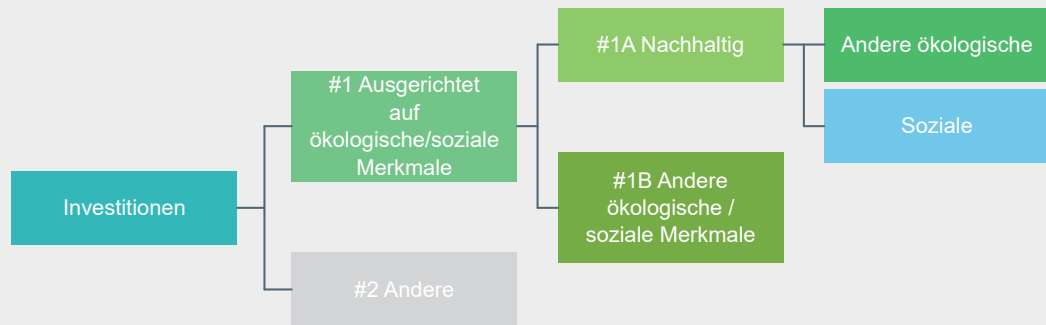 #1A Nachhaltig
Andere ökologische
#1 Ausgerichtet
auf
ökologische/soziale
Merkmale
Soziale
#1B Andere
ökologische /
soziale Merkmale
Investitionen
#2 Andere